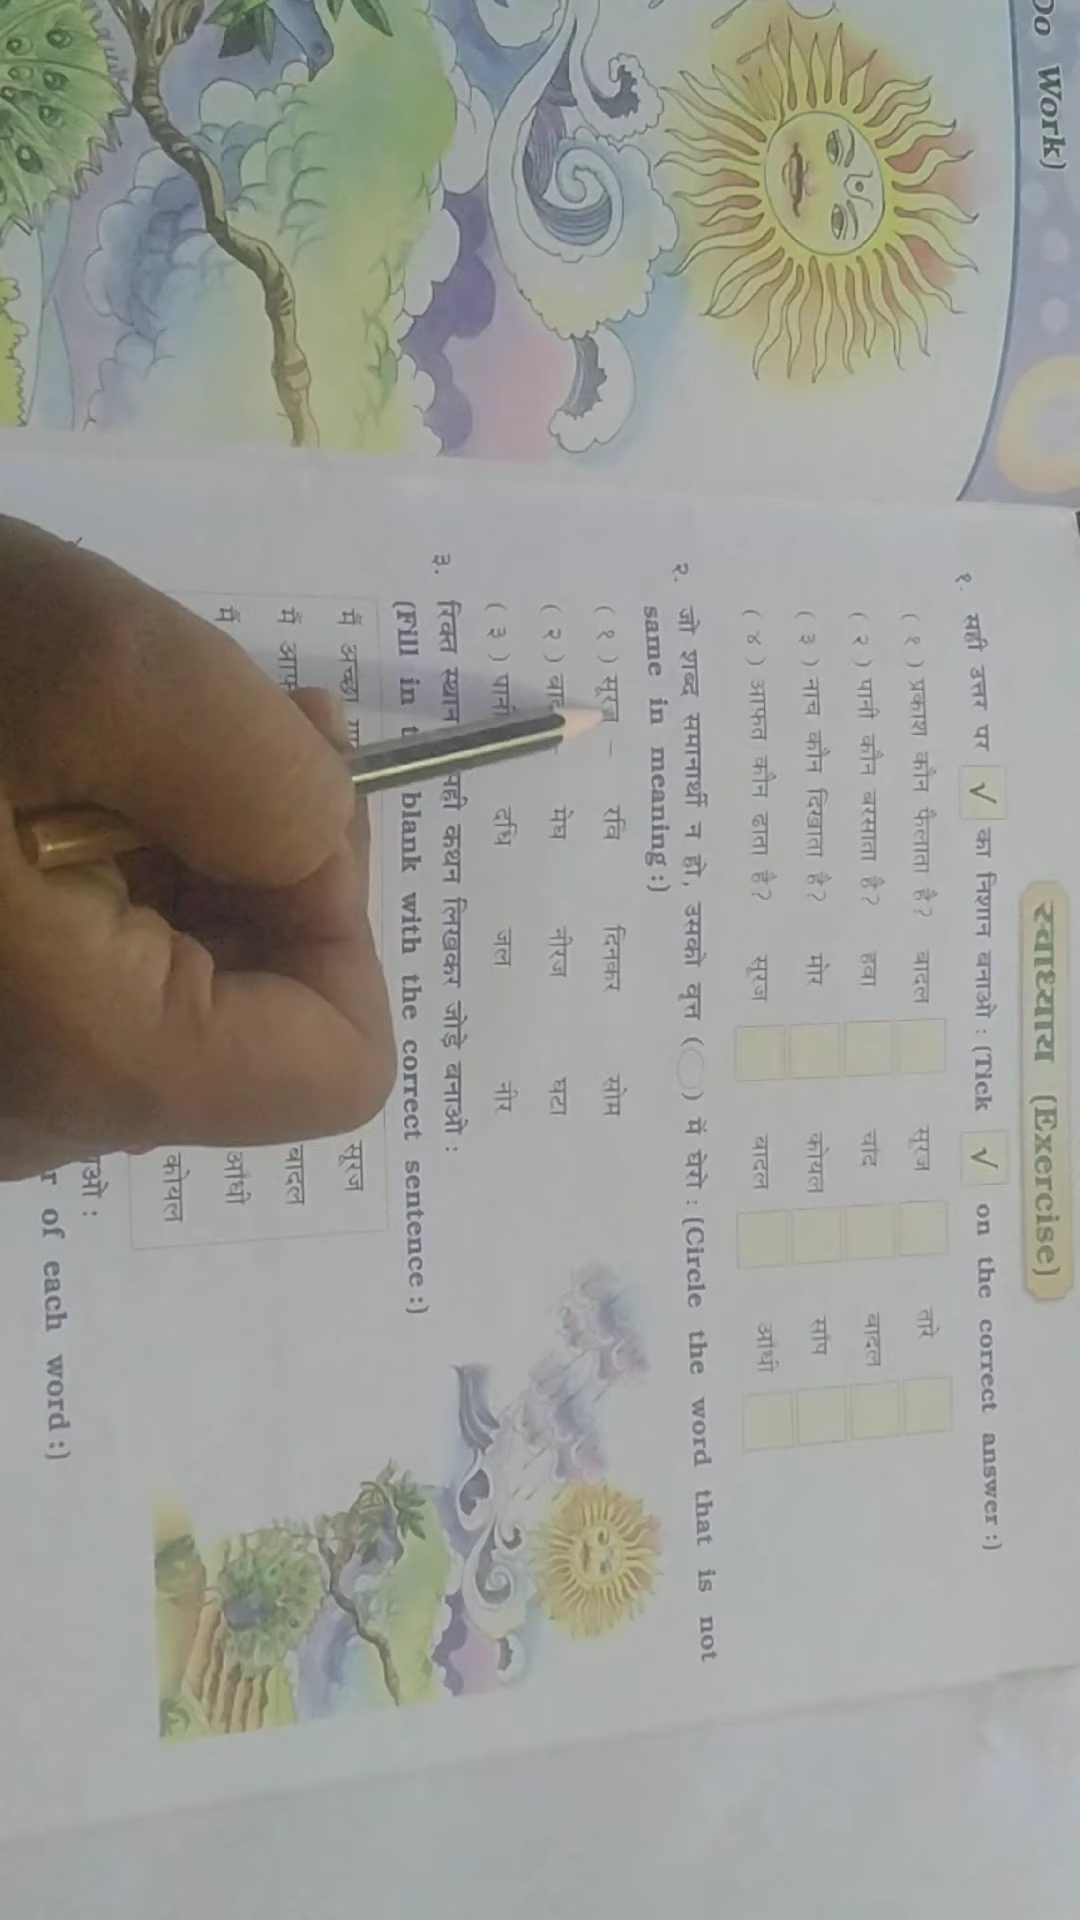 Do Work)
स्वाध्याय (Exercise)
१. सही उत्तर पर √ का निशान बनाओ : (Tick √ on the correct answer :)
( १ ) प्रकाश कौन फैलाता है ? बादल सूरज तारे
( २ ) पानी कौन बरसाता है ? हवा चाँद बादल
( ३ ) नाच कौन दिखाता है ? मोर कोयल साँप
( ४ ) आफत कौन ढाता है ? सूरज बादल आँधी
२. जो शब्द समानार्थी न हो, उसको वृत्त ( ) में घेरो : (Circle the word that is not
same in meaning :)
( १ ) सूरज – रवि दिनकर सोम
( २ ) मेघ नीरज घटा
( ३ ) पानी दधि जल नीर
३. रिक्त स्थान कथन लिखकर जोड़े बनाओ :
(Fill in blank with the correct sentence :)
मैं अच्छा सूरज
मैं बादल
मैं आँधी
कोयल
of each word :)